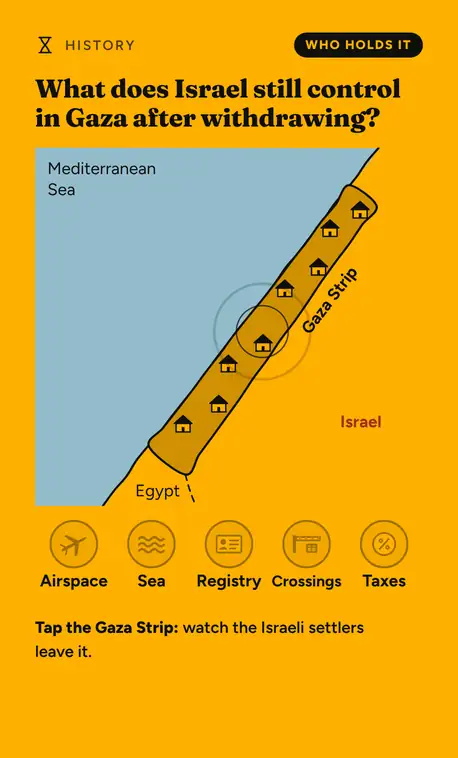 HISTORY
WHO HOLDS IT
What does Israel still control
in Gaza after withdrawing?
Mediterranean
Sea
Gaza Strip
Israel
Egypt
Airspace
Sea
Registry
Crossings
Taxes
Tap the Gaza Strip: watch the Israeli settlers
leave it.